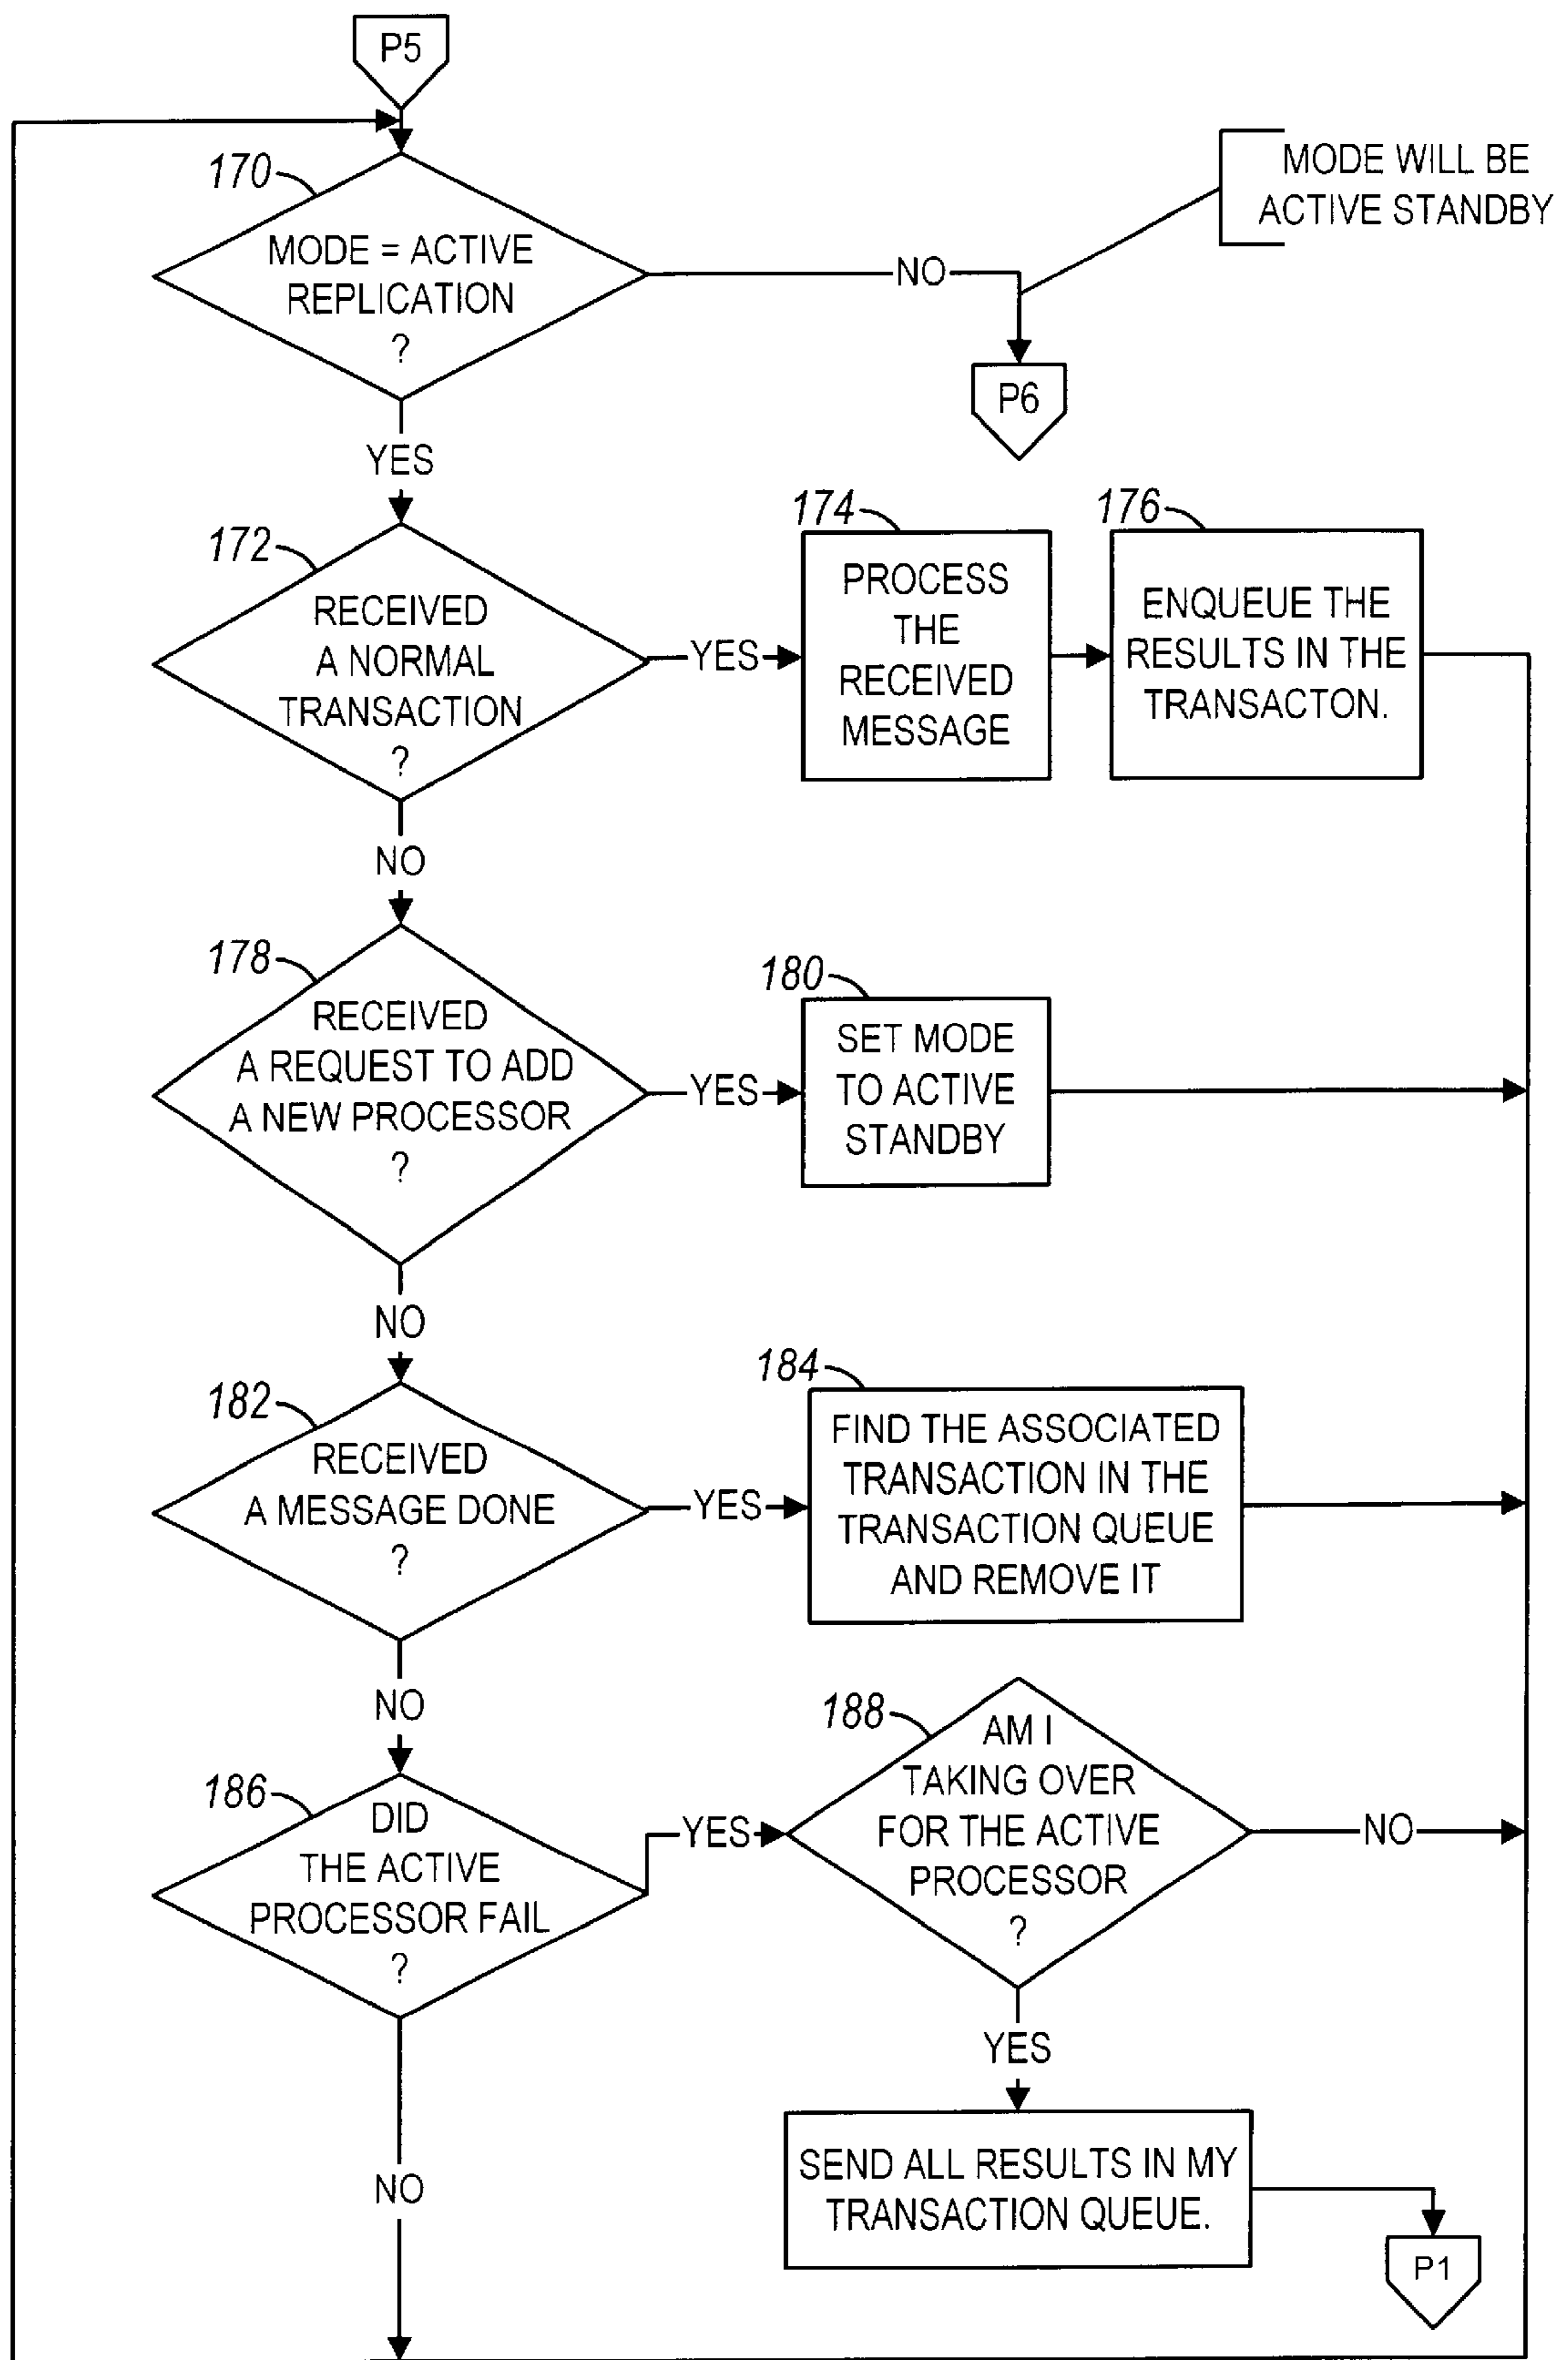 P5
170
MODE = ACTIVE
REPLICATION
?
NO
MODE WILL BE
ACTIVE STANDBY
P6
YES
172
RECEIVED
A NORMAL
TRANSACTION
?
YES
174
PROCESS
THE
RECEIVED
MESSAGE
176
ENQUEUE THE
RESULTS IN THE
TRANSACTON.
NO
178
RECEIVED
A REQUEST TO ADD
A NEW PROCESSOR
?
YES
180
SET MODE
TO ACTIVE
STANDBY
NO
182
RECEIVED
A MESSAGE DONE
?
YES
184
FIND THE ASSOCIATED
TRANSACTION IN THE
TRANSACTION QUEUE
AND REMOVE IT
NO
186
DID
THE ACTIVE
PROCESSOR FAIL
?
YES
188
AM I
TAKING OVER
FOR THE ACTIVE
PROCESSOR
?
NO
YES
SEND ALL RESULTS IN MY
TRANSACTION QUEUE.
P1
NO